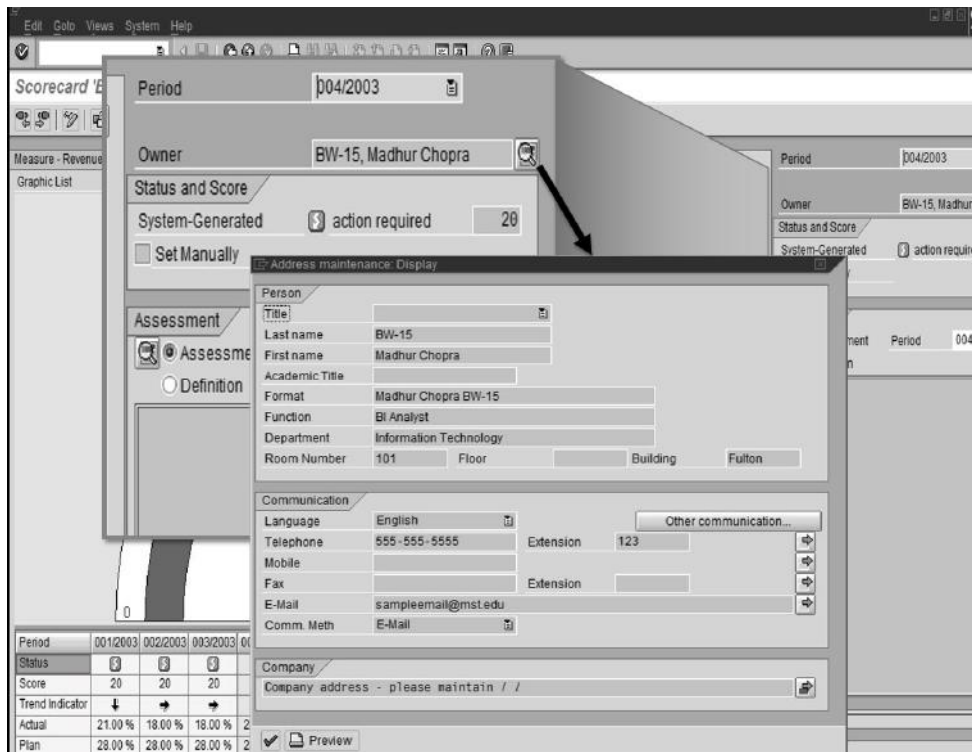 Edit Goto Views System Help
Scorecard 'B
Measure - Revenue
Graphic List
Period 004/2003
Owner BW-15, Madhur Chopra
Status and Score
System-Generated action required 20
Set Manually
Assessment
Assessme
Definition
Period 004/2003
Owner BW-15, Madhur
Status and Score
System-Generated action require
ment Period 004
n
Address maintenance: Display
Person
Title
Last name BW-15
First name Madhur Chopra
Academic Title
Format Madhur Chopra BW-15
Function BI Analyst
Department Information Technology
Room Number 101 Floor Building Fulton
Communication
Language English Other communication...
Telephone 555-555-5555 Extension 123
Mobile
Fax Extension
E-Mail sampleemail@mst.edu
Comm. Meth E-Mail
Company
Company address - please maintain / /
Preview
0
Period 001/2003 002/2003 003/2003 00
Status
Score 20 20 20
Trend Indicator
Actual 21.00 % 18.00 % 18.00 % 2
Plan 28.00 % 28.00 % 28.00 % 2